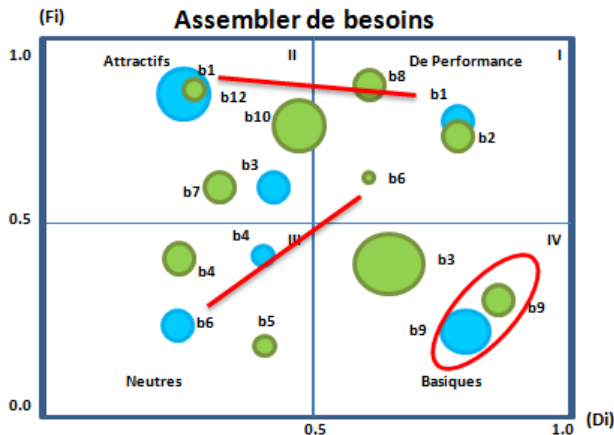 (Fi) Assembler de besoins
1.0 Attractifs II De Performance I
b1 b8
b12 b1
b10 b2
b3 b6
b7
0.5
b4 III IV
b4 b3
b6 b5 b9
b9
Neutres Basiques
0.0
0.5 1.0 (Di)